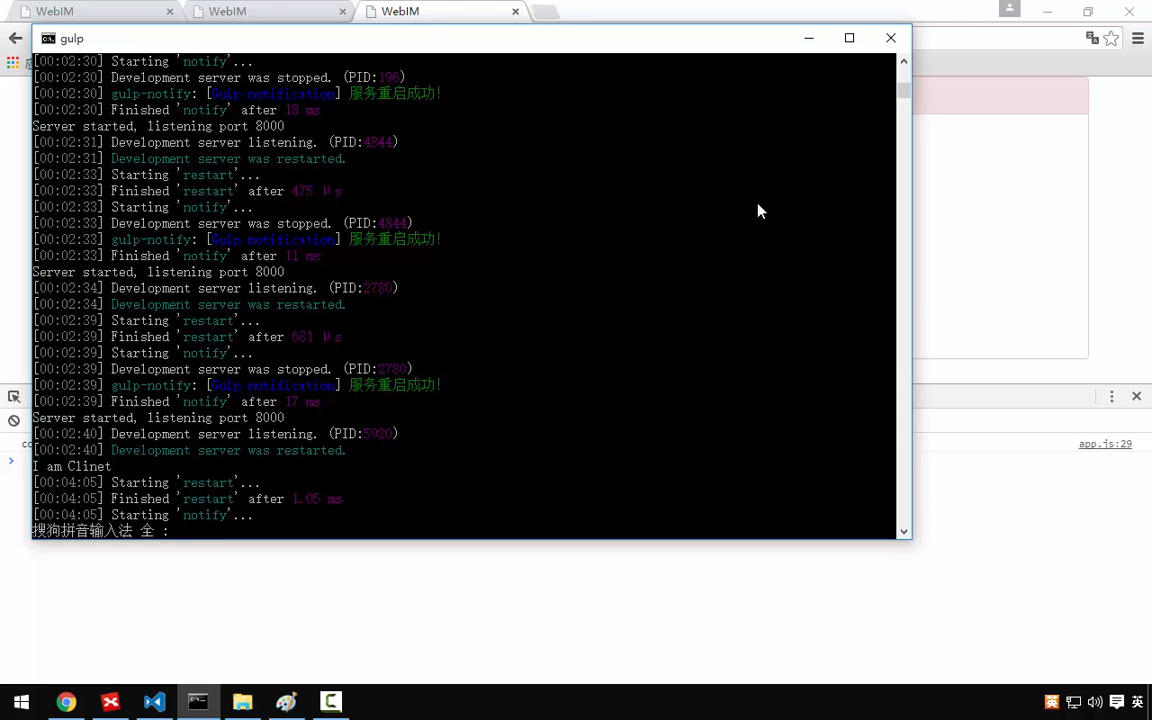 WebIM
WebIM
WebIM
gulp
[00:02:30] Starting 'notify'...
[00:02:30] Development server was stopped. (PID:196)
[00:02:30] gulp-notify: [Gulp notification] 服务重启成功!
[00:02:30] Finished 'notify' after 13 ms
Server started, listening port 8000
[00:02:31] Development server listening. (PID:4844)
[00:02:31] Development server was restarted.
[00:02:33] Starting 'restart'...
[00:02:33] Finished 'restart' after 475 μs
[00:02:33] Starting 'notify'...
[00:02:33] Development server was stopped. (PID:4844)
[00:02:33] gulp-notify: [Gulp notification] 服务重启成功!
[00:02:33] Finished 'notify' after 11 ms
Server started, listening port 8000
[00:02:34] Development server listening. (PID:2780)
[00:02:34] Development server was restarted.
[00:02:39] Starting 'restart'...
[00:02:39] Finished 'restart' after 681 μs
[00:02:39] Starting 'notify'...
[00:02:39] Development server was stopped. (PID:2780)
[00:02:39] gulp-notify: [Gulp notification] 服务重启成功!
[00:02:39] Finished 'notify' after 17 ms
Server started, listening port 8000
[00:02:40] Development server listening. (PID:5920)
[00:02:40] Development server was restarted.
app.js:29
I am Clinet
[00:04:05] Starting 'restart'...
[00:04:05] Finished 'restart' after 1.05 ms
[00:04:05] Starting 'notify'...
搜狗拼音输入法 全 :
英
英